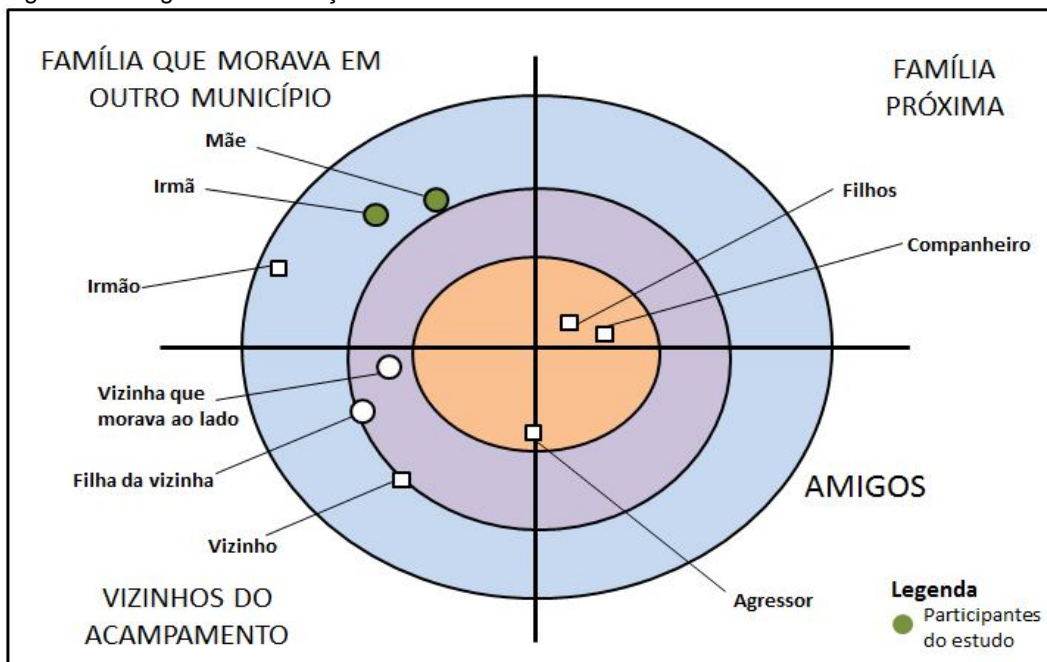 FAMÍLIA QUE MORAVA EM
OUTRO MUNICÍPIO
FAMÍLIA
PRÓXIMA
Mãe
Irmã
Irmão
Filhos
Companheiro
Vizinha que
morava ao lado
Filha da vizinha
Vizinho
AMIGOS
Agressor
VIZINHOS DO
ACAMPAMENTO
Legenda
Participantes
do estudo